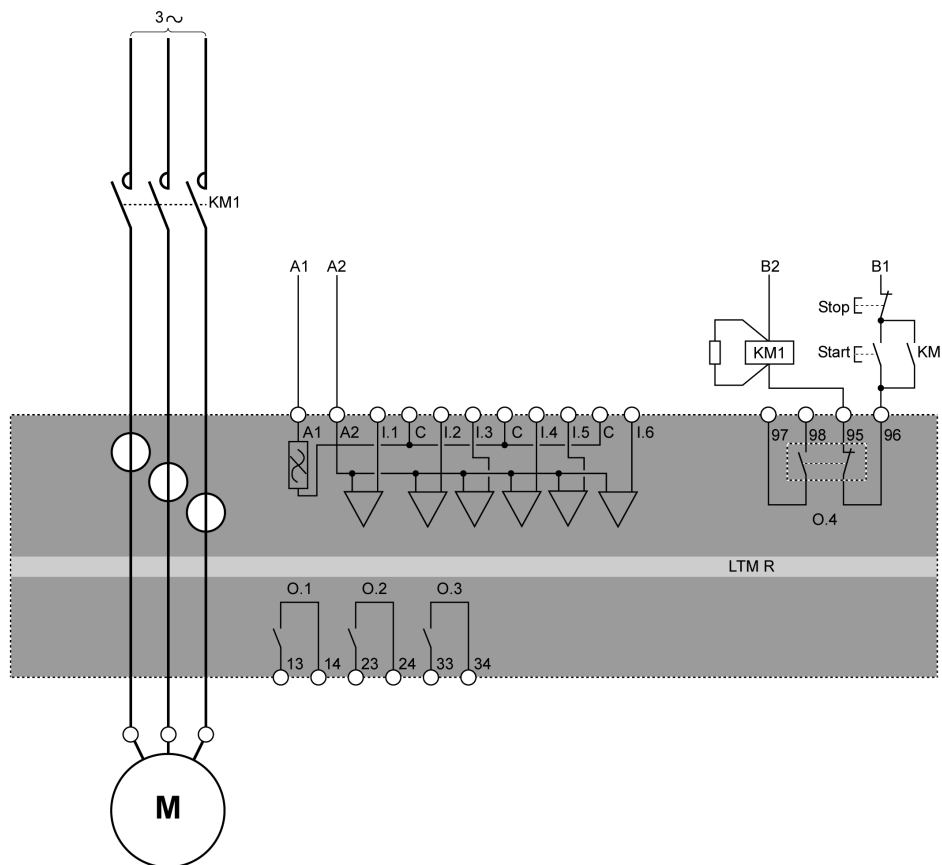 3~
KM1
A1 A2 B2 B1
Stop
KM1 Start KM
A1 A2 I.1 C I.2 I.3 C I.4 I.5 C I.6 97 98 95 96
O.4
LTM R
O.1 O.2 O.3
13 14 23 24 33 34
M